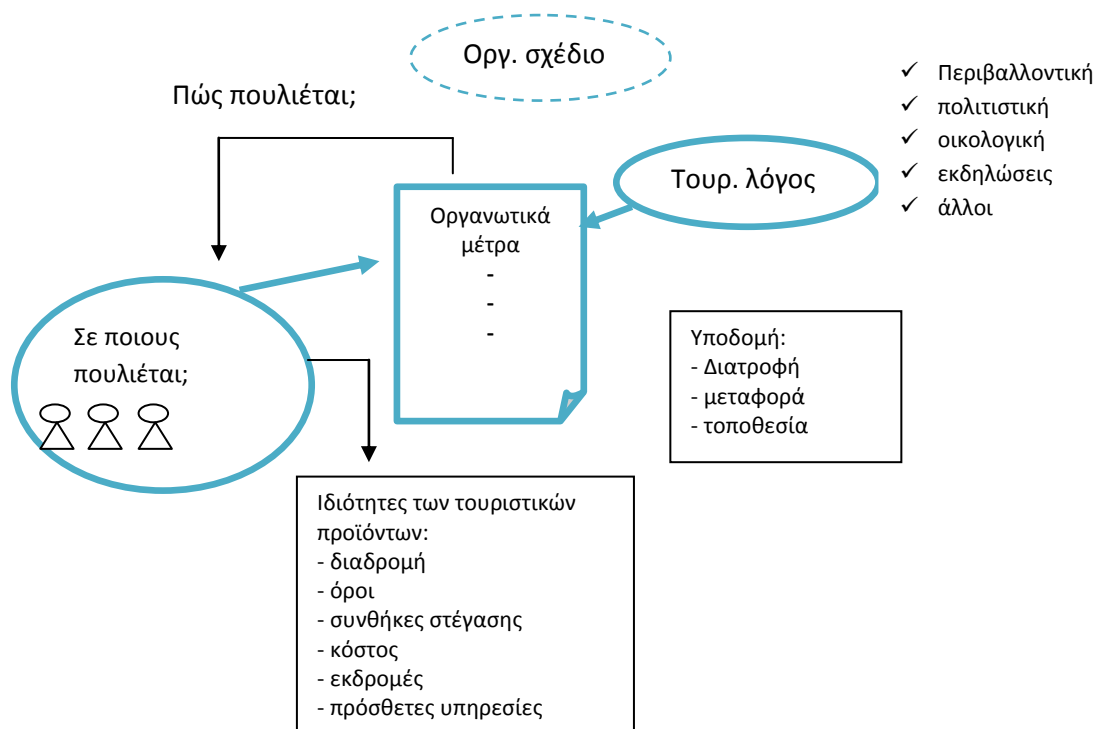 Οργ. σχέδιο
Πώς πουλιέται;
✓ Περιβαλλοντική
✓ πολιτιστική
✓ οικολογική
✓ εκδηλώσεις
✓ άλλοι
Τουρ. λόγος
Οργανωτικά
μέτρα
-
-
-
Σε ποιους
πουλιέται;
Υποδομή:
- Διατροφή
- μεταφορά
- τοποθεσία
Ιδιότητες των τουριστικών
προϊόντων:
- διαδρομή
- όροι
- συνθήκες στέγασης
- κόστος
- εκδρομές
- πρόσθετες υπηρεσίες